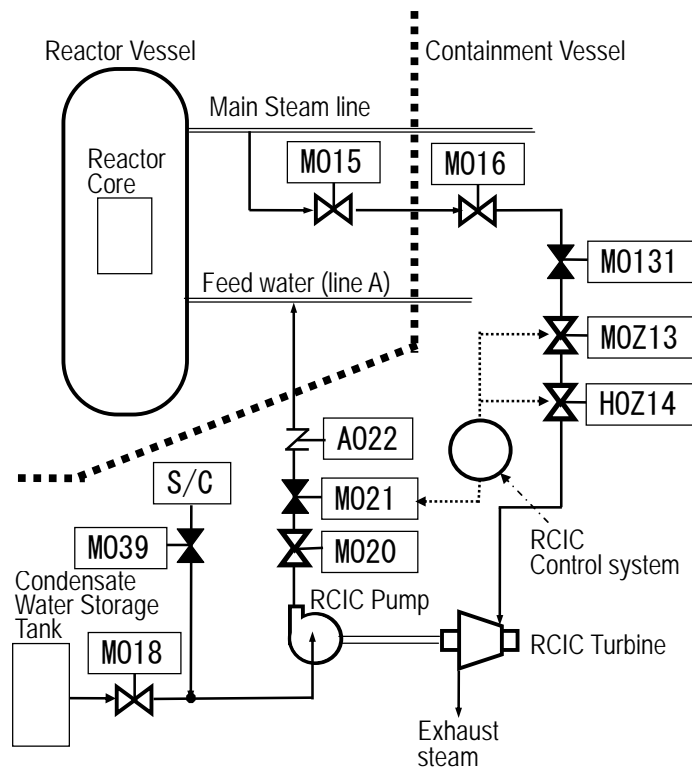 Reactor Vessel
Containment Vessel
Main Steam line
MO15
MO16
Reactor
Core
MO131
Feed water (line A)
MOZ13
HOZ14
AO22
S/C
MO21
MO39
MO20
RCIC
Control system
Condensate
Water Storage
Tank
RCIC Pump
MO18
RCIC Turbine
Exhaust
steam